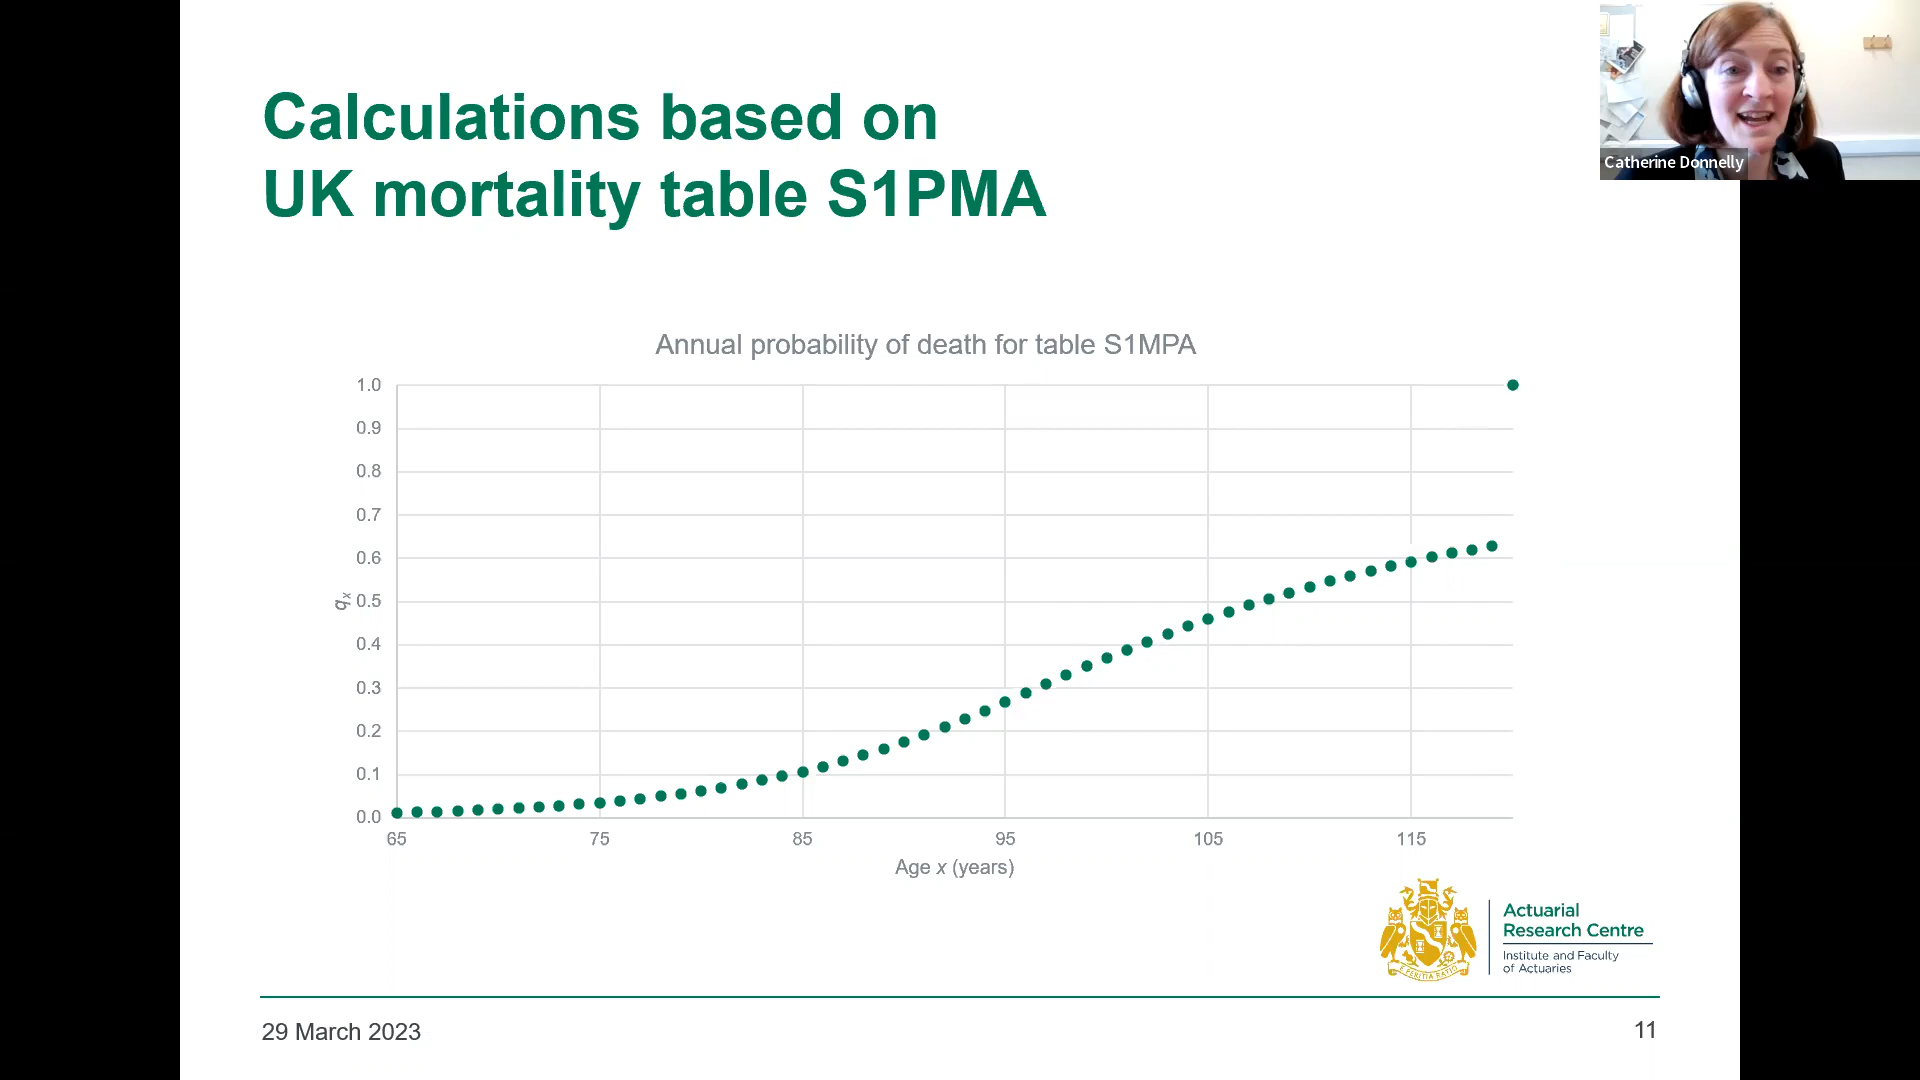 Calculations based on
UK mortality table S1PMA
Catherine Donnelly
Annual probability of death for table S1MPA
1.0
0.9
0.8
0.7
0.6
0.5
0.4
0.3
0.2
0.1
0.0
qx
65 75 85 95 105 115
Age x (years)
E PERITIA RATIO
Actuarial
Research Centre
Institute and Faculty
of Actuaries
29 March 2023
11